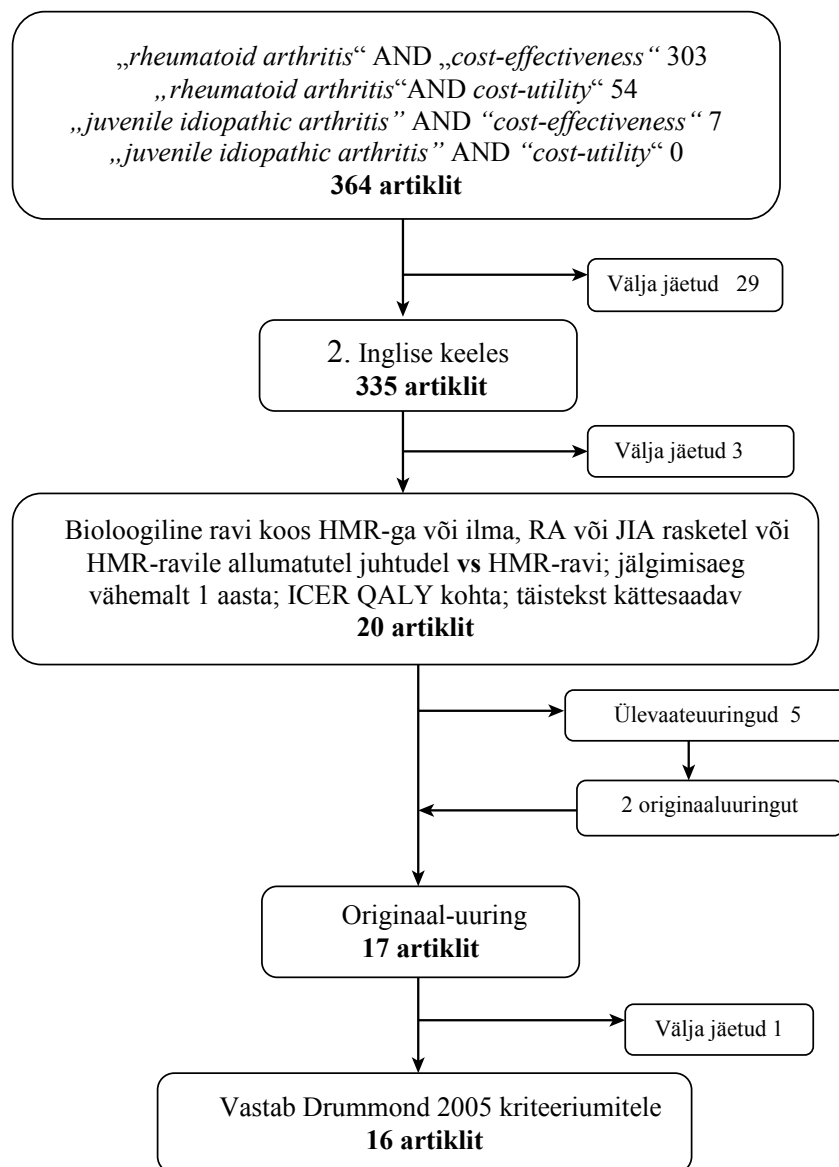 „rheumatoid arthritis“ AND „cost-effectiveness“ 303
„rheumatoid arthritis“AND cost-utility“ 54
„juvenile idiopathic arthritis” AND “cost-effectiveness“ 7
„juvenile idiopathic arthritis” AND “cost-utility“ 0
364 artiklit
Välja jäetud 29
2. Inglise keeles
335 artiklit
Välja jäetud 3
Bioloogiline ravi koos HMR-ga või ilma, RA või JIA rasketel või
HMR-ravile allumatutel juhtudel vs HMR-ravi; jälgimisaeg
vähemalt 1 aasta; ICER QALY kohta; täistekst kättesaadav
20 artiklit
Ülevaateuuringud 5
2 originaaluuringut
Originaal-uuring
17 artiklit
Välja jäetud 1
Vastab Drummond 2005 kriteeriumitele
16 artiklit